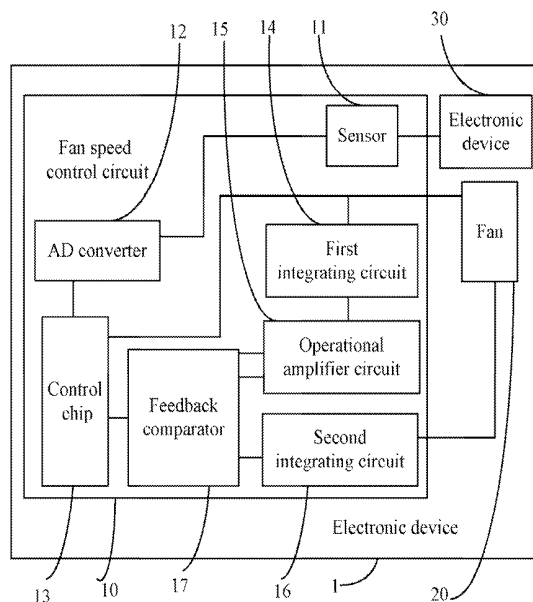 12
15
14
11
30
Sensor
Electronic
device
Fan speed
control circuit
AD converter
First
integrating circuit
Fan
Operational
amplifier circuit
Control
chip
Feedback
comparator
Second
integrating circuit
Electronic device
13
10
17
16
1
20